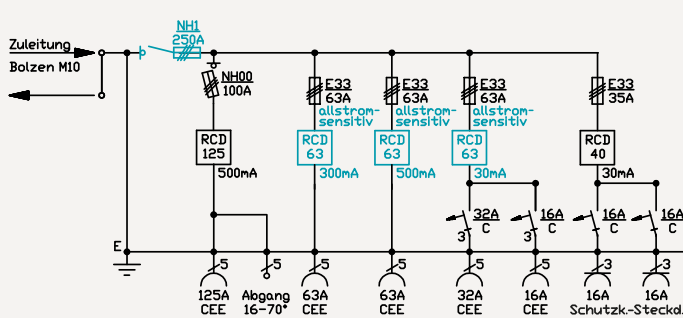 NH1
250A
Zuleitung
Bolzen M10
NH00
100A
E33
63A
allstrom-
sensitiv
E33
63A
allstrom-
sensitiv
E33
63A
allstrom-
sensitiv
E33
35A
RCD
125
500mA
RCD
63
300mA
RCD
63
500mA
RCD
63
30mA
RCD
40
30mA
32A
C
3
16A
C
3
16A
C
16A
C
E
5
5
5
5
5
5
3
3
125A
CEE
Abgang
16-70°
63A
CEE
63A
CEE
32A
CEE
16A
CEE
16A
16A
Schutzk.-Steckd.